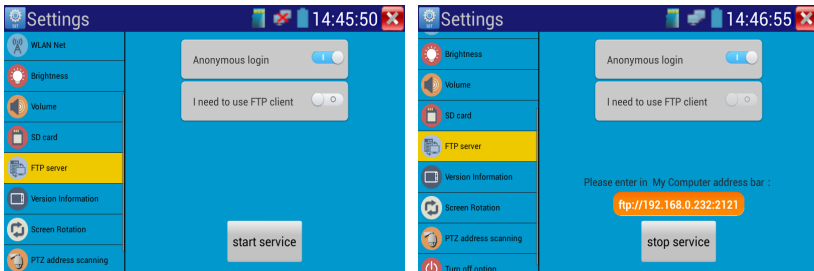 Settings
14:45:50
SET
WLAN Net
Brightness
Volume
SD card
FTP server
Version Information
Screen Rotation
PTZ address scanning
Anonymous login
I need to use FTP client
start service
Settings
14:46:55
SET
Brightness
Volume
SD card
FTP server
Version Information
Screen Rotation
PTZ address scanning
Turn off option
Anonymous login
I need to use FTP client
Please enter in My Computer address bar :
ftp://192.168.0.232:2121
stop service